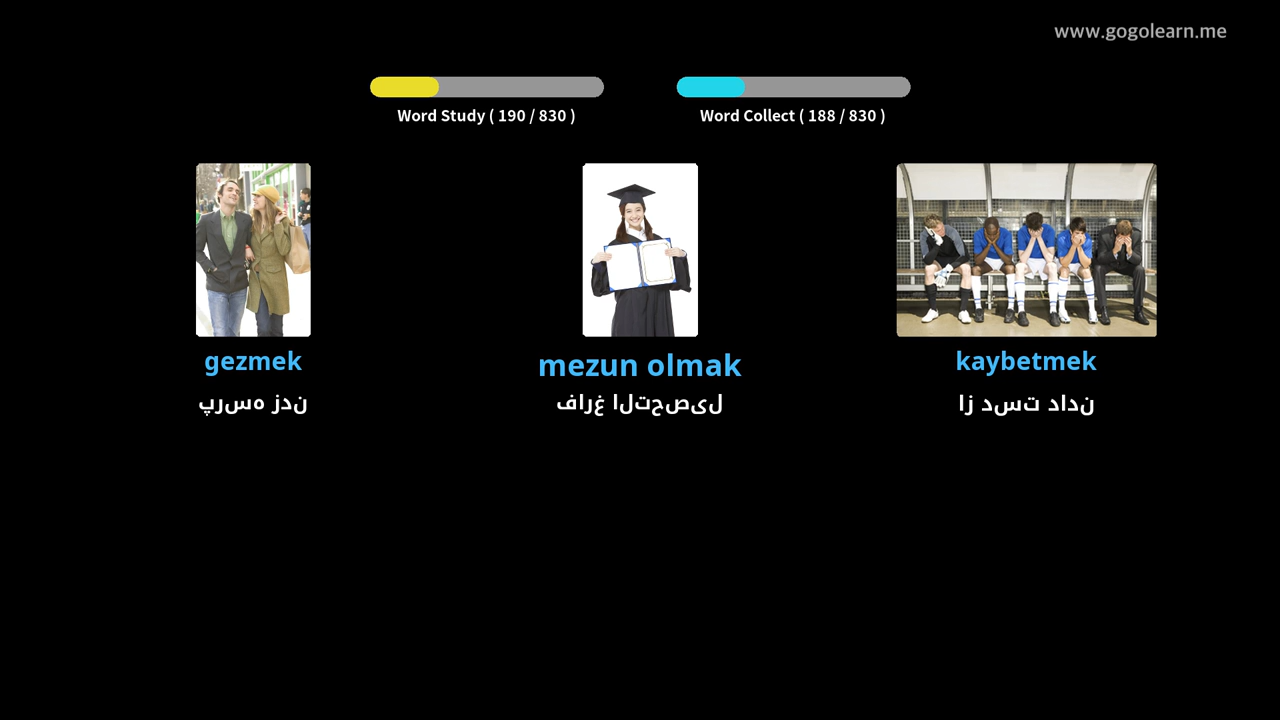 www.gogolearn.me
Word Study ( 190 / 830 )
Word Collect ( 188 / 830 )
gezmek
پرسه زدن
mezun olmak
فارغ التحصیل
kaybetmek
از دست دادن